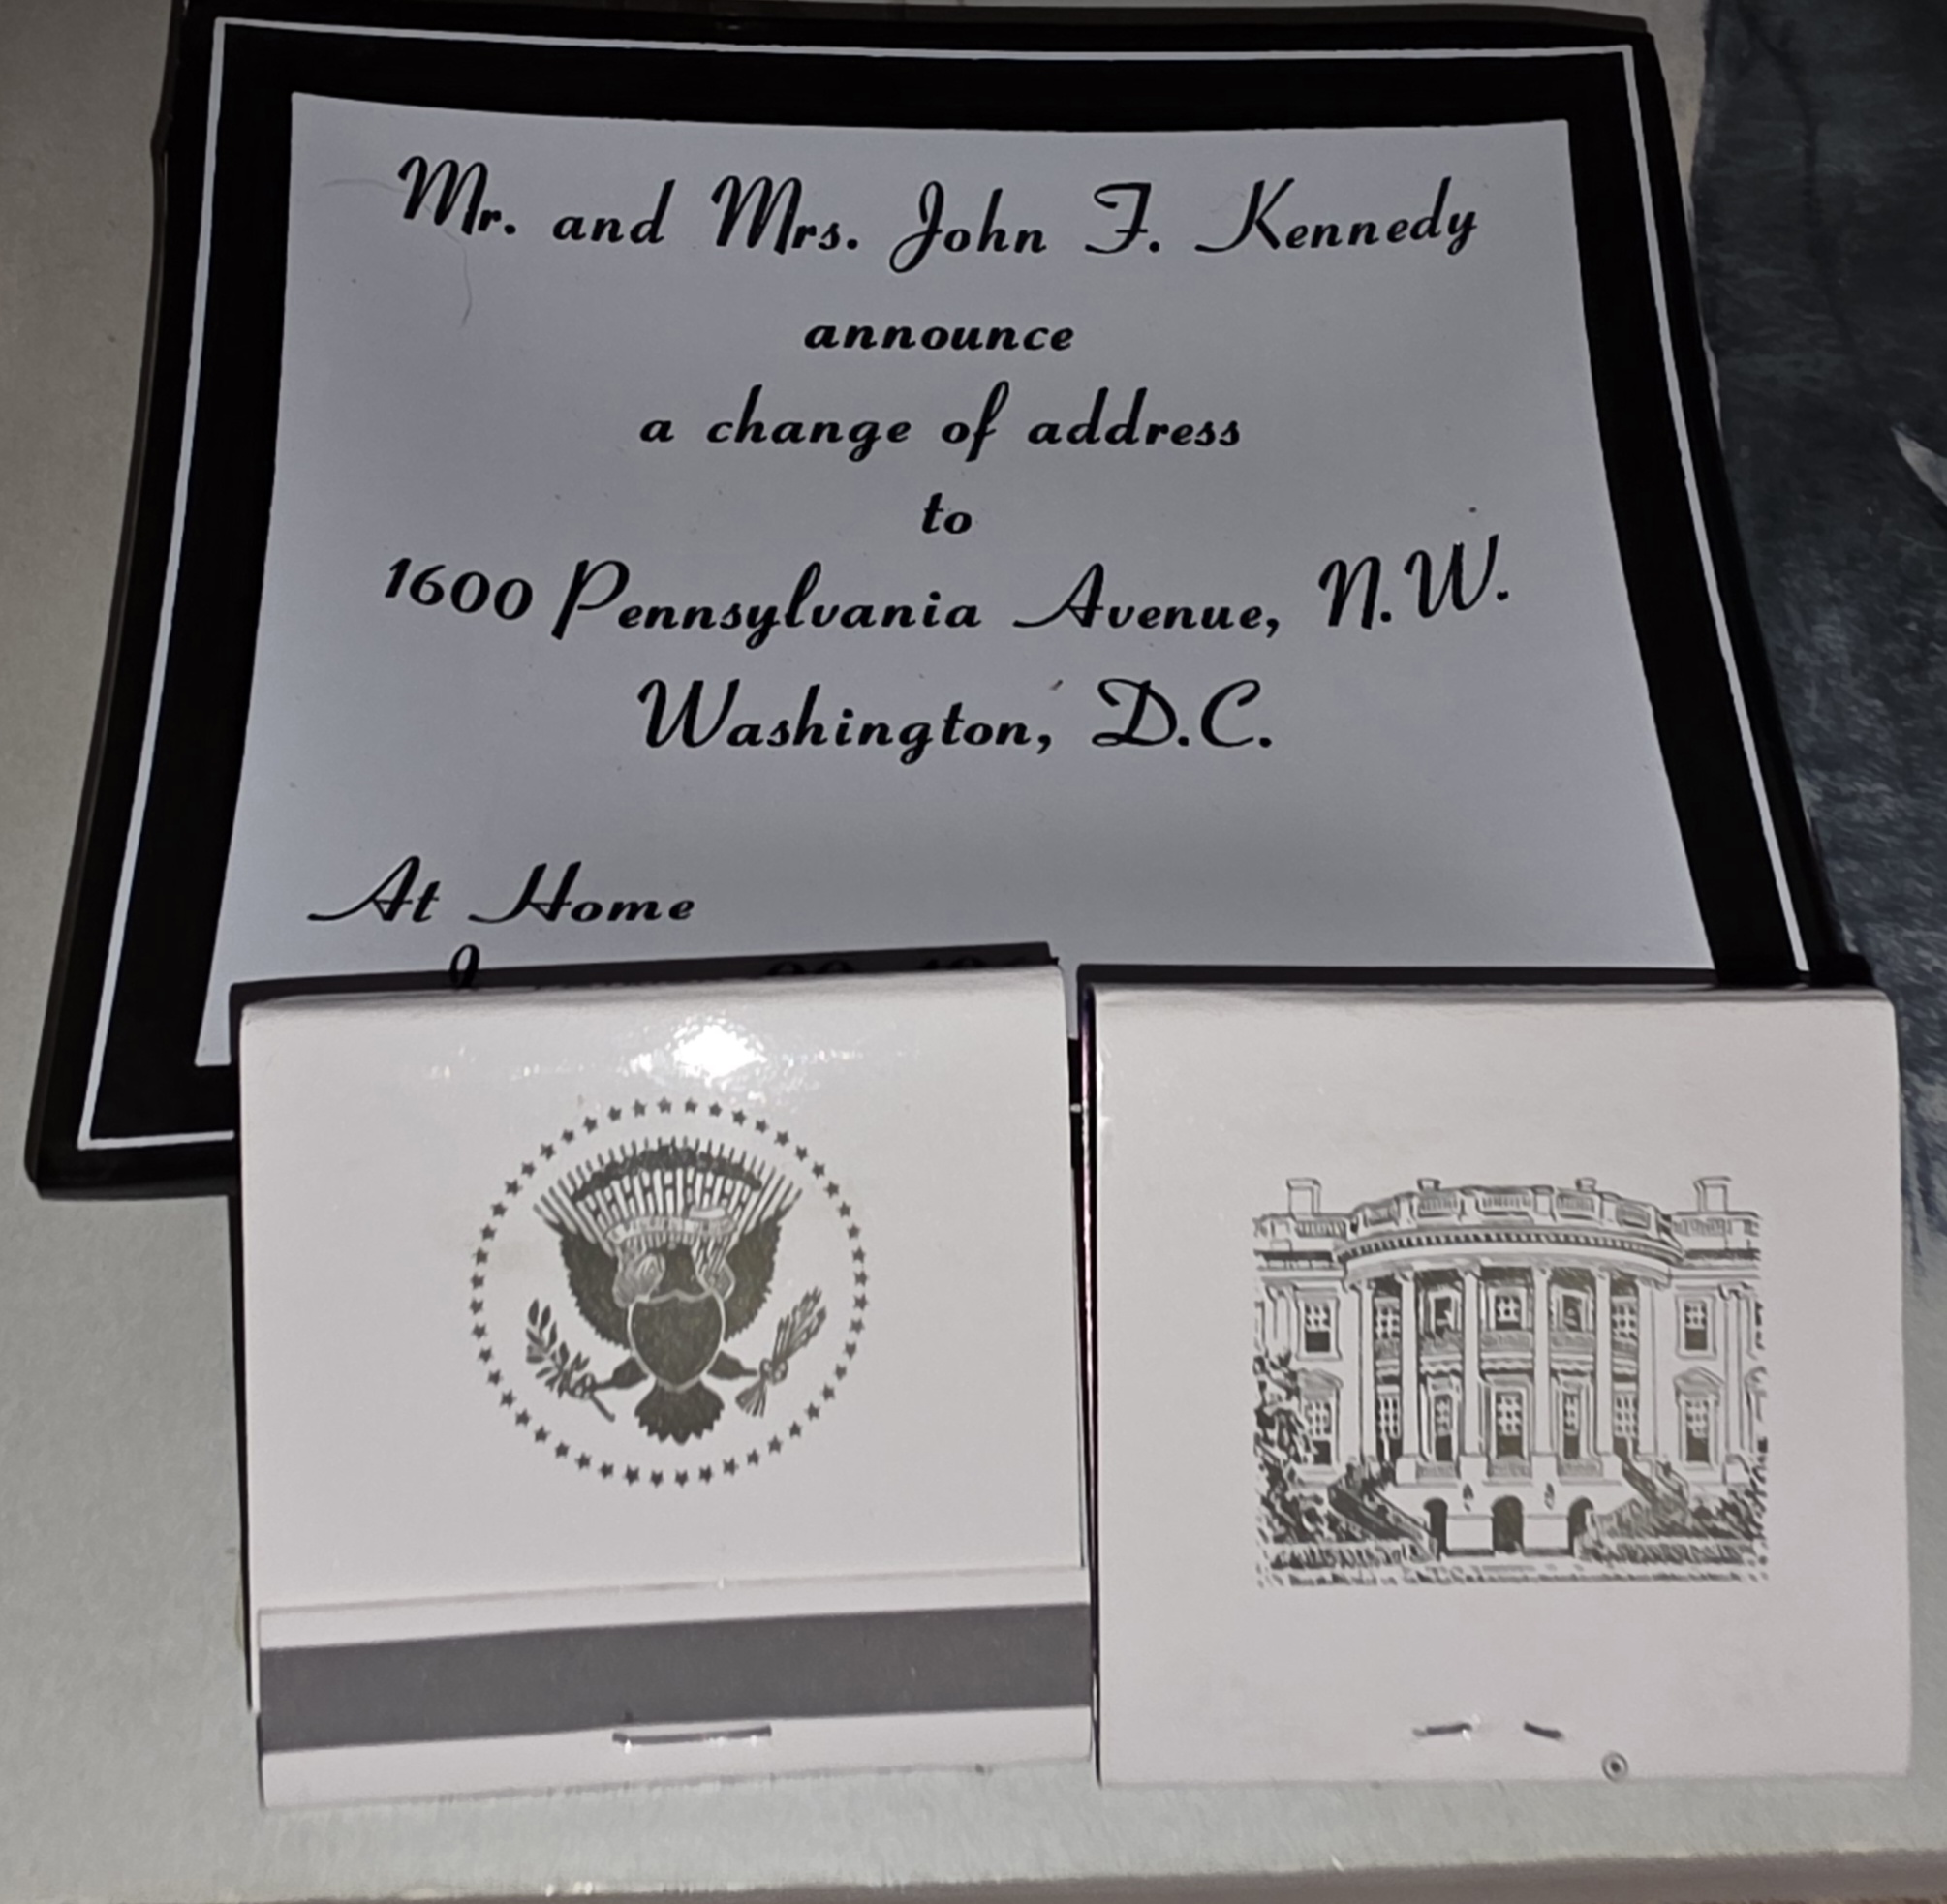 Mr. and Mrs. John F. Kennedy
announce
a change of address
to
1600 Pennsylvania Avenue, N.W.
Washington, D.C.
At Home